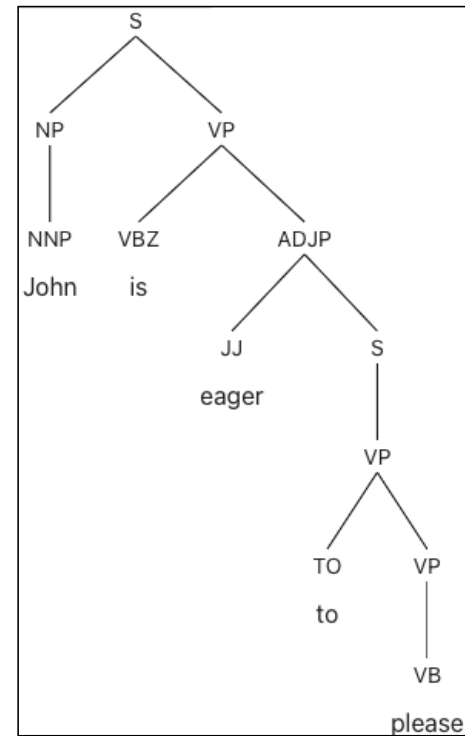 S
NP VP
NNP VBZ ADJP
John is
JJ S
eager
VP
TO VP
to
VB
please